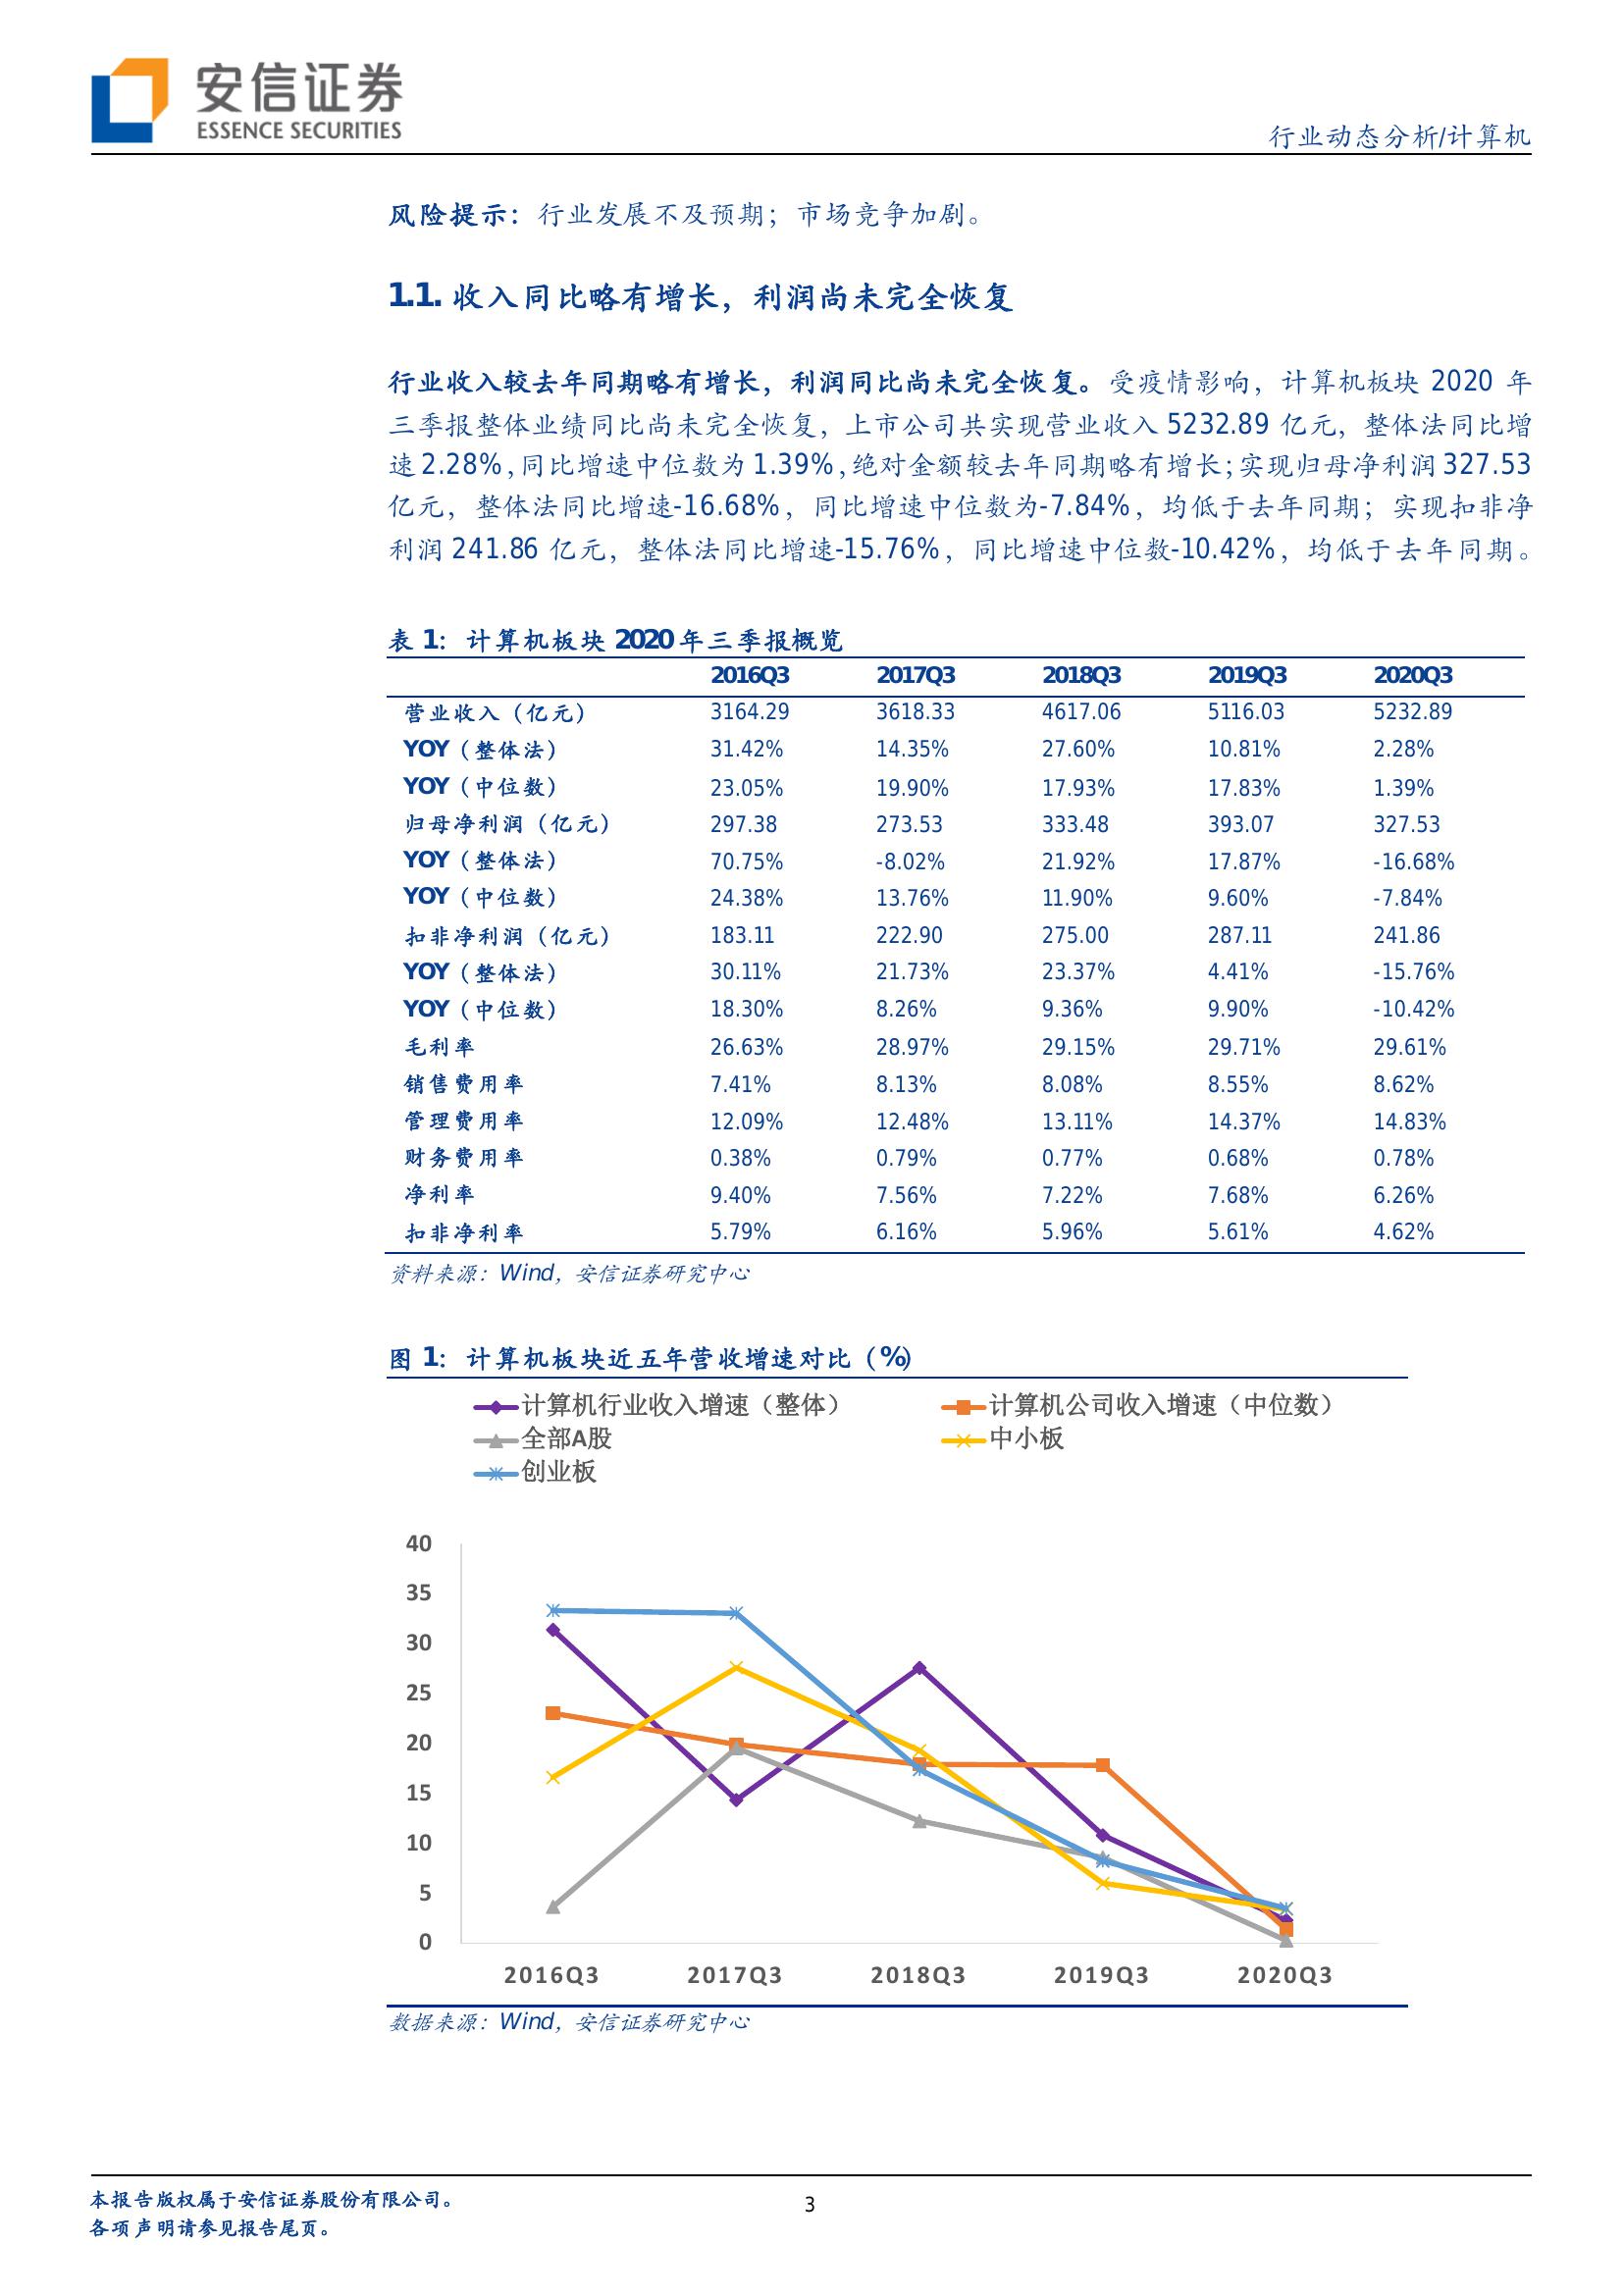 安信证券
ESSENCE SECURITIES
行业动态分析/计算机
风险提示：行业发展不及预期；市场竞争加剧。
1.1. 收入同比略有增长，利润尚未完全恢复
行业收入较去年同期略有增长，利润同比尚未完全恢复。受疫情影响，计算机板块 2020 年
三季报整体业绩同比尚未完全恢复，上市公司共实现营业收入 5232.89 亿元，整体法同比增
速 2.28%，同比增速中位数为 1.39%，绝对金额较去年同期略有增长；实现归母净利润 327.53
亿元，整体法同比增速-16.68%，同比增速中位数为-7.84%，均低于去年同期；实现扣非净
利润 241.86 亿元，整体法同比增速-15.76%，同比增速中位数-10.42%，均低于去年同期。
表 1：计算机板块 2020 年三季报概览
2016Q3 2017Q3 2018Q3 2019Q3 2020Q3
营业收入（亿元） 3164.29 3618.33 4617.06 5116.03 5232.89
YOY（整体法） 31.42% 14.35% 27.60% 10.81% 2.28%
YOY（中位数） 23.05% 19.90% 17.93% 17.83% 1.39%
归母净利润（亿元） 297.38 273.53 333.48 393.07 327.53
YOY（整体法） 70.75% -8.02% 21.92% 17.87% -16.68%
YOY（中位数） 24.38% 13.76% 11.90% 9.60% -7.84%
扣非净利润（亿元） 183.11 222.90 275.00 287.11 241.86
YOY（整体法） 30.11% 21.73% 23.37% 4.41% -15.76%
YOY（中位数） 18.30% 8.26% 9.36% 9.90% -10.42%
毛利率 26.63% 28.97% 29.15% 29.71% 29.61%
销售费用率 7.41% 8.13% 8.08% 8.55% 8.62%
管理费用率 12.09% 12.48% 13.11% 14.37% 14.83%
财务费用率 0.38% 0.79% 0.77% 0.68% 0.78%
净利率 9.40% 7.56% 7.22% 7.68% 6.26%
扣非净利率 5.79% 6.16% 5.96% 5.61% 4.62%
资料来源：Wind，安信证券研究中心
图 1：计算机板块近五年营收增速对比（%）
计算机行业收入增速（整体） 计算机公司收入增速（中位数）
全部A股 中小板
创业板
40
35
30
25
20
15
10
5
0
2016Q3 2017Q3 2018Q3 2019Q3 2020Q3
数据来源：Wind，安信证券研究中心
本报告版权属于安信证券股份有限公司。
各项声明请参见报告尾页。
3